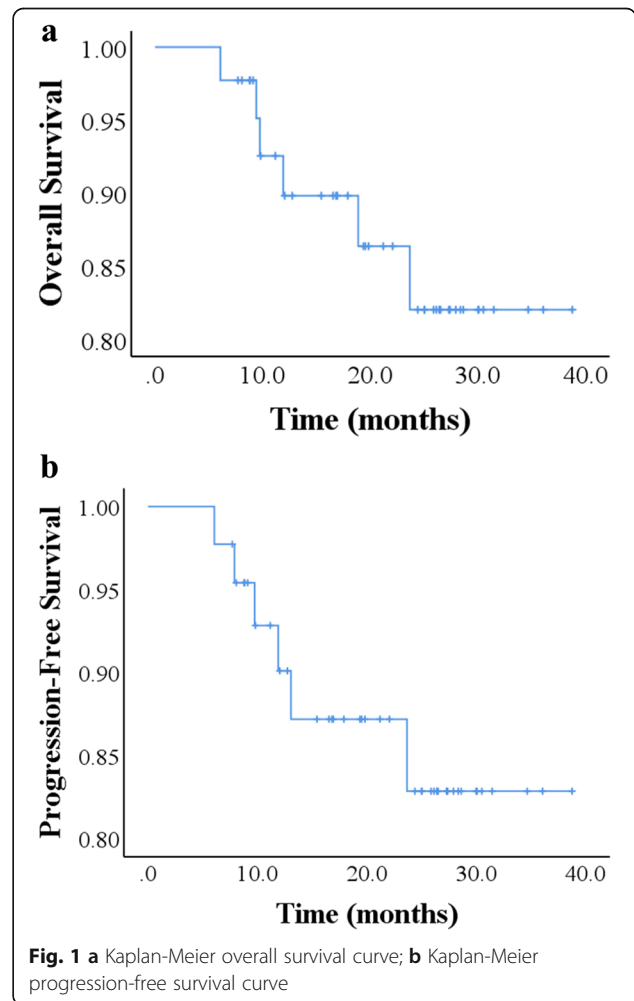 a
Overall Survival
1.00
0.95
0.90
0.85
0.80
.0 10.0 20.0 30.0 40.0
Time (months)
b
Progression-Free Survival
1.00
0.95
0.90
0.85
0.80
.0 10.0 20.0 30.0 40.0
Time (months)
Fig. 1 a Kaplan-Meier overall survival curve; b Kaplan-Meier
progression-free survival curve